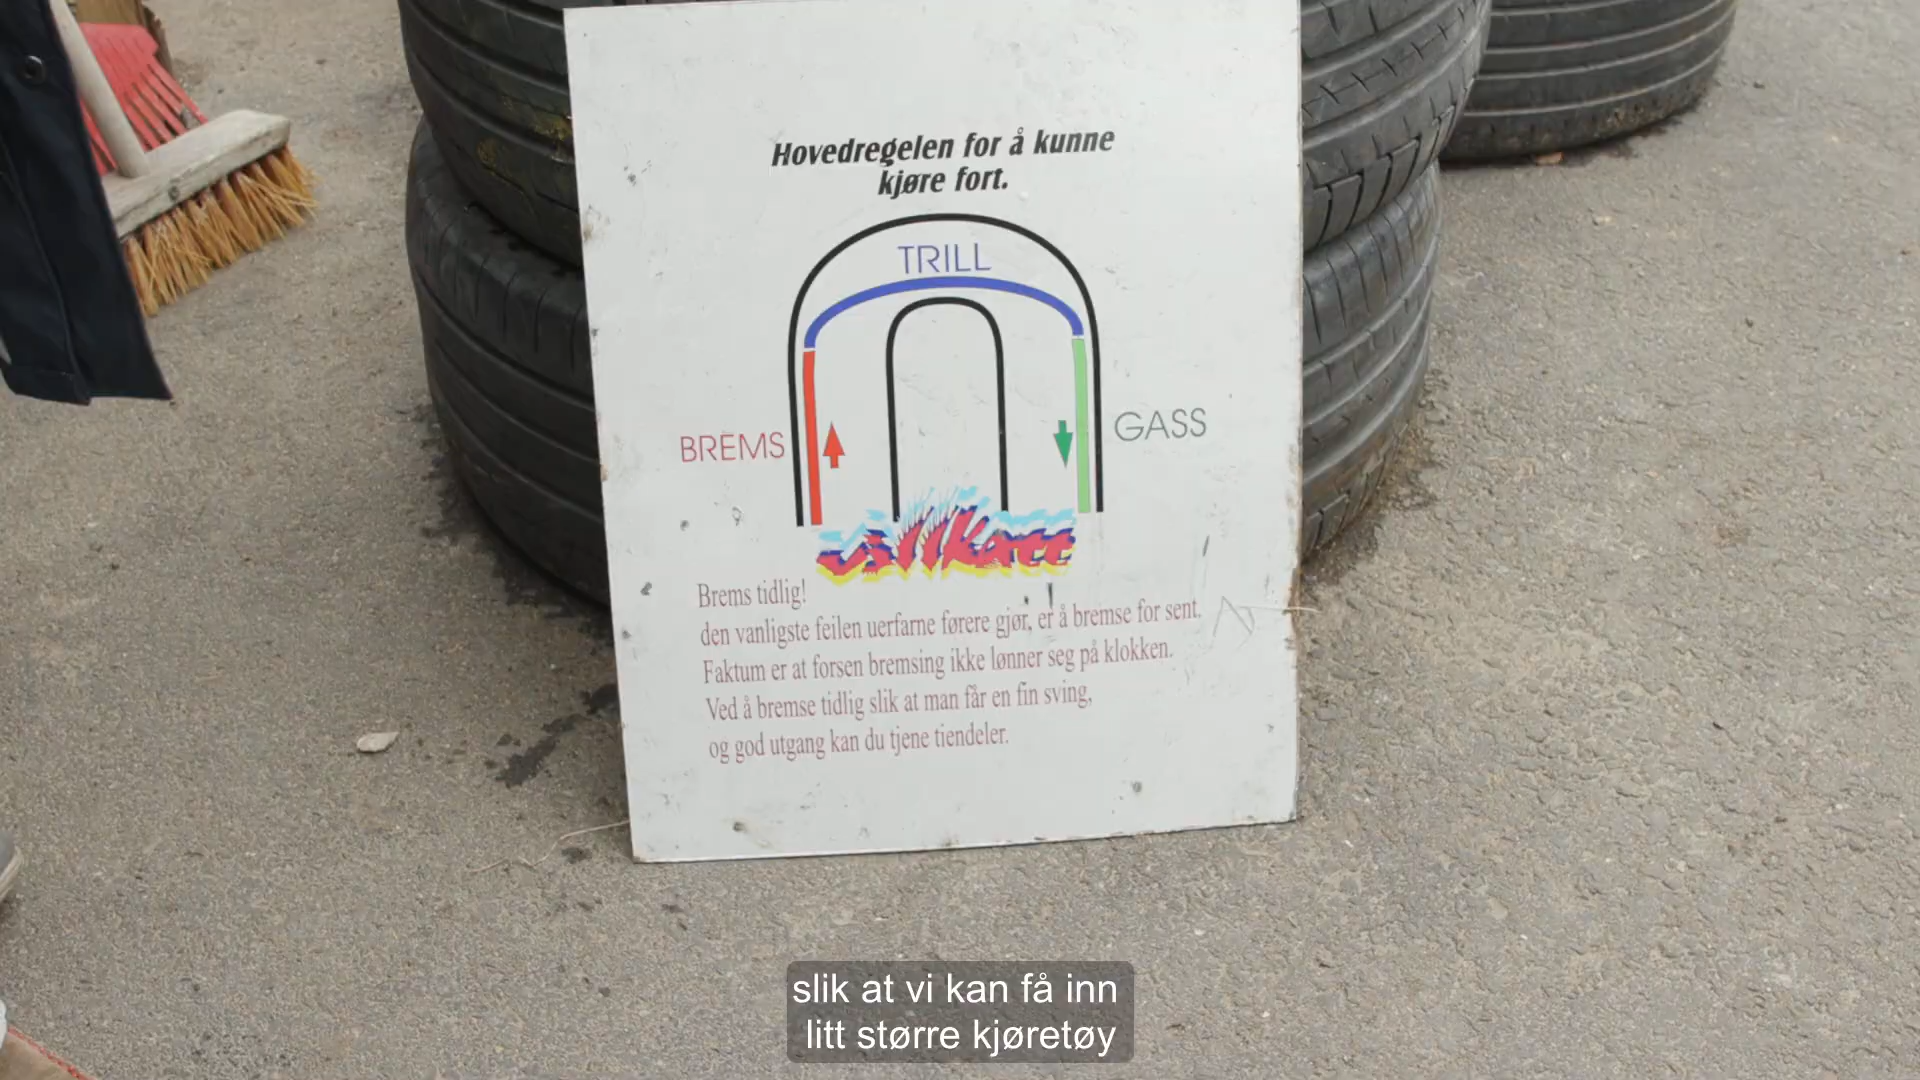 Hovedregelen for å kunne
kjøre fort.
TRILL
BREMS
GASS
Villkatt
Brems tidlig!
den vanligste feilen uerfarne førere gjør, er å bremse for sent.
Faktum er at forsen bremsing ikke lønner seg på klokken.
Ved å bremse tidlig slik at man får en fin sving,
og god utgang kan du tjene tiendeler.
slik at vi kan få inn
litt større kjøretøy